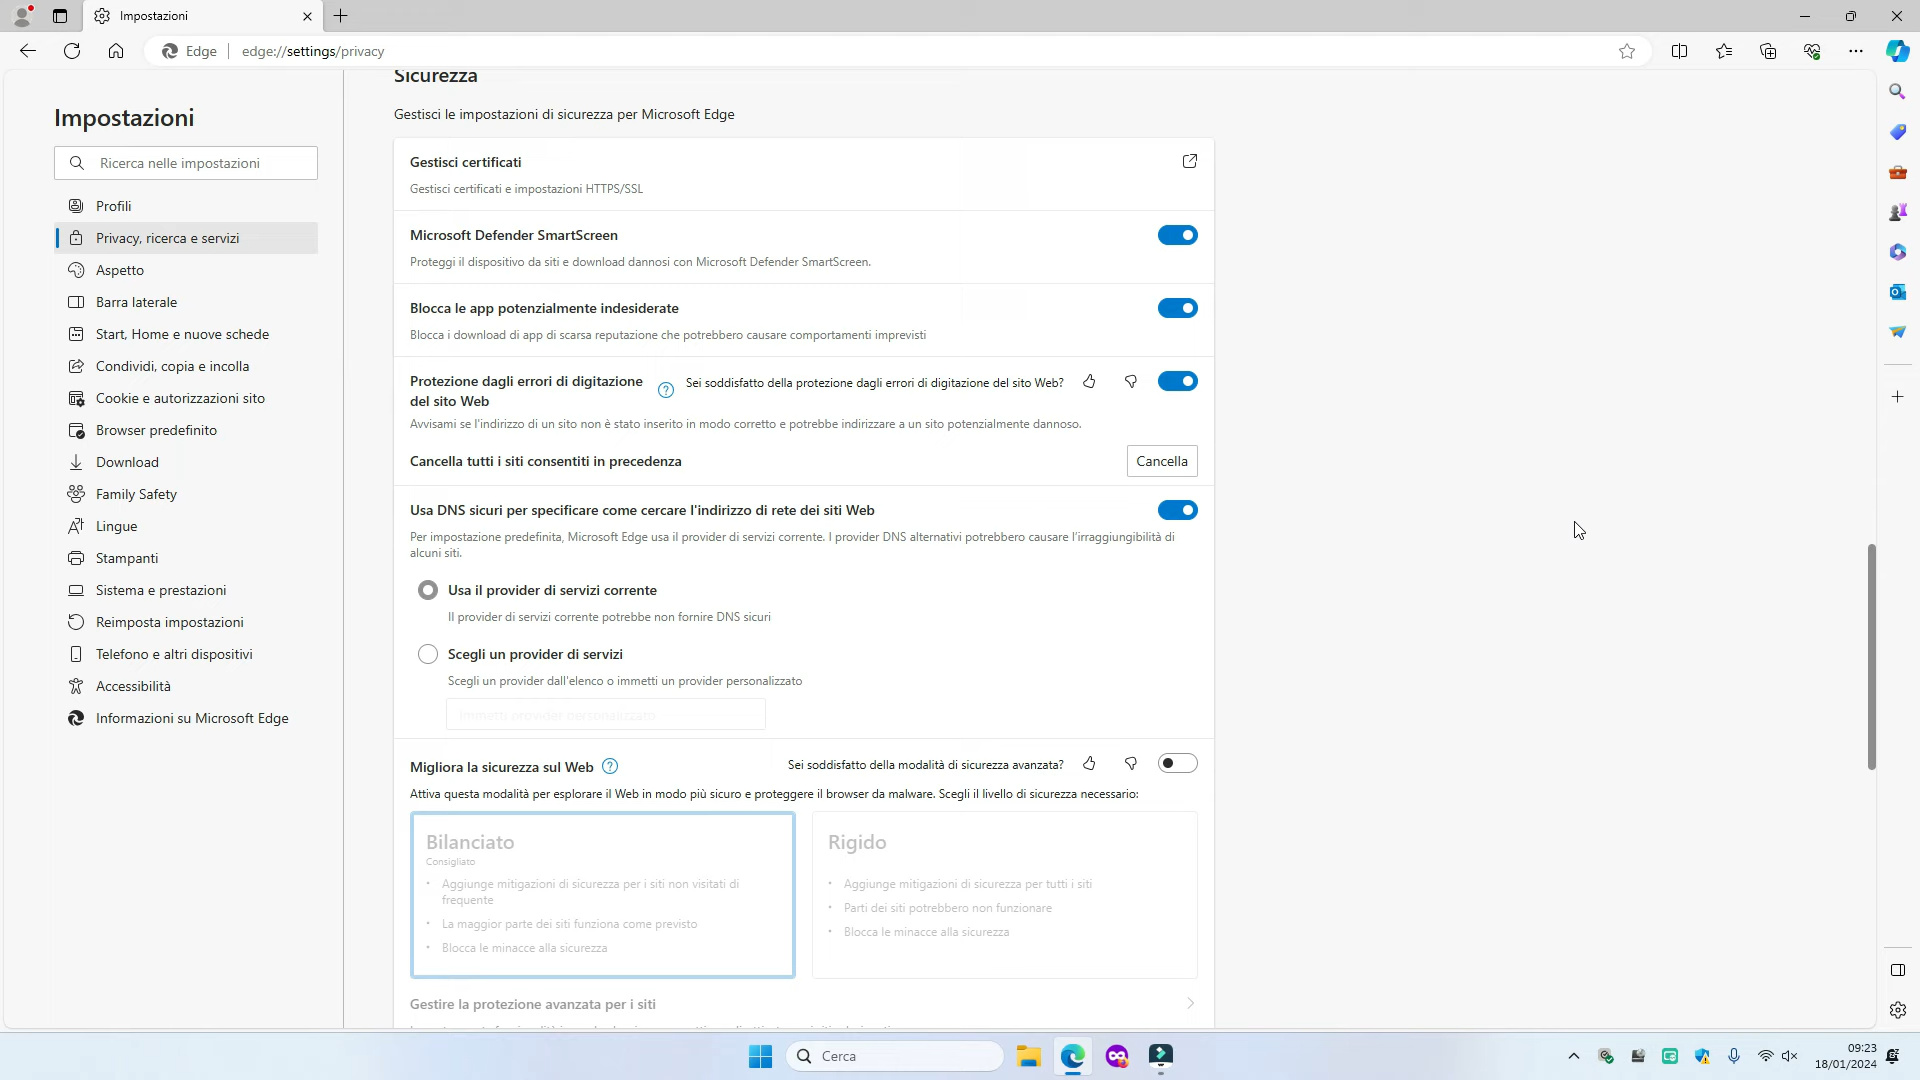 Impostazioni
Edge
edge://settings/privacy
Impostazioni
Ricerca nelle impostazioni
Profili
Privacy, ricerca e servizi
Aspetto
Barra laterale
Start, Home e nuove schede
Condividi, copia e incolla
Cookie e autorizzazioni sito
Browser predefinito
Download
Family Safety
Lingue
Stampanti
Sistema e prestazioni
Reimposta impostazioni
Telefono e altri dispositivi
Accessibilità
Informazioni su Microsoft Edge
Sicurezza
Gestisci le impostazioni di sicurezza per Microsoft Edge
Gestisci certificati
Gestisci certificati e impostazioni HTTPS/SSL
Microsoft Defender SmartScreen
Proteggi il dispositivo da siti e download dannosi con Microsoft Defender SmartScreen.
Blocca le app potenzialmente indesiderate
Blocca i download di app di scarsa reputazione che potrebbero causare comportamenti imprevisti
Protezione dagli errori di digitazione
del sito Web
Sei soddisfatto della protezione dagli errori di digitazione del sito Web?
Avvisami se l'indirizzo di un sito non è stato inserito in modo corretto e potrebbe indirizzare a un sito potenzialmente dannoso.
Cancella tutti i siti consentiti in precedenza
Cancella
Usa DNS sicuri per specificare come cercare l'indirizzo di rete dei siti Web
Per impostazione predefinita, Microsoft Edge usa il provider di servizi corrente. I provider DNS alternativi potrebbero causare l'irraggiungibilità di
alcuni siti.
Usa il provider di servizi corrente
Il provider di servizi corrente potrebbe non fornire DNS sicuri
Scegli un provider di servizi
Scegli un provider dall'elenco o immetti un provider personalizzato
Immetti provider personalizzato
Migliora la sicurezza sul Web
Sei soddisfatto della modalità di sicurezza avanzata?
Attiva questa modalità per esplorare il Web in modo più sicuro e proteggere il browser da malware. Scegli il livello di sicurezza necessario:
Bilanciato
Consigliato
• Aggiunge mitigazioni di sicurezza per i siti non visitati di
frequente
• La maggior parte dei siti funziona come previsto
• Blocca le minacce alla sicurezza
Rigido
• Aggiunge mitigazioni di sicurezza per tutti i siti
• Parti dei siti potrebbero non funzionare
• Blocca le minacce alla sicurezza
Gestire la protezione avanzata per i siti
Cerca
09:23
18/01/2024